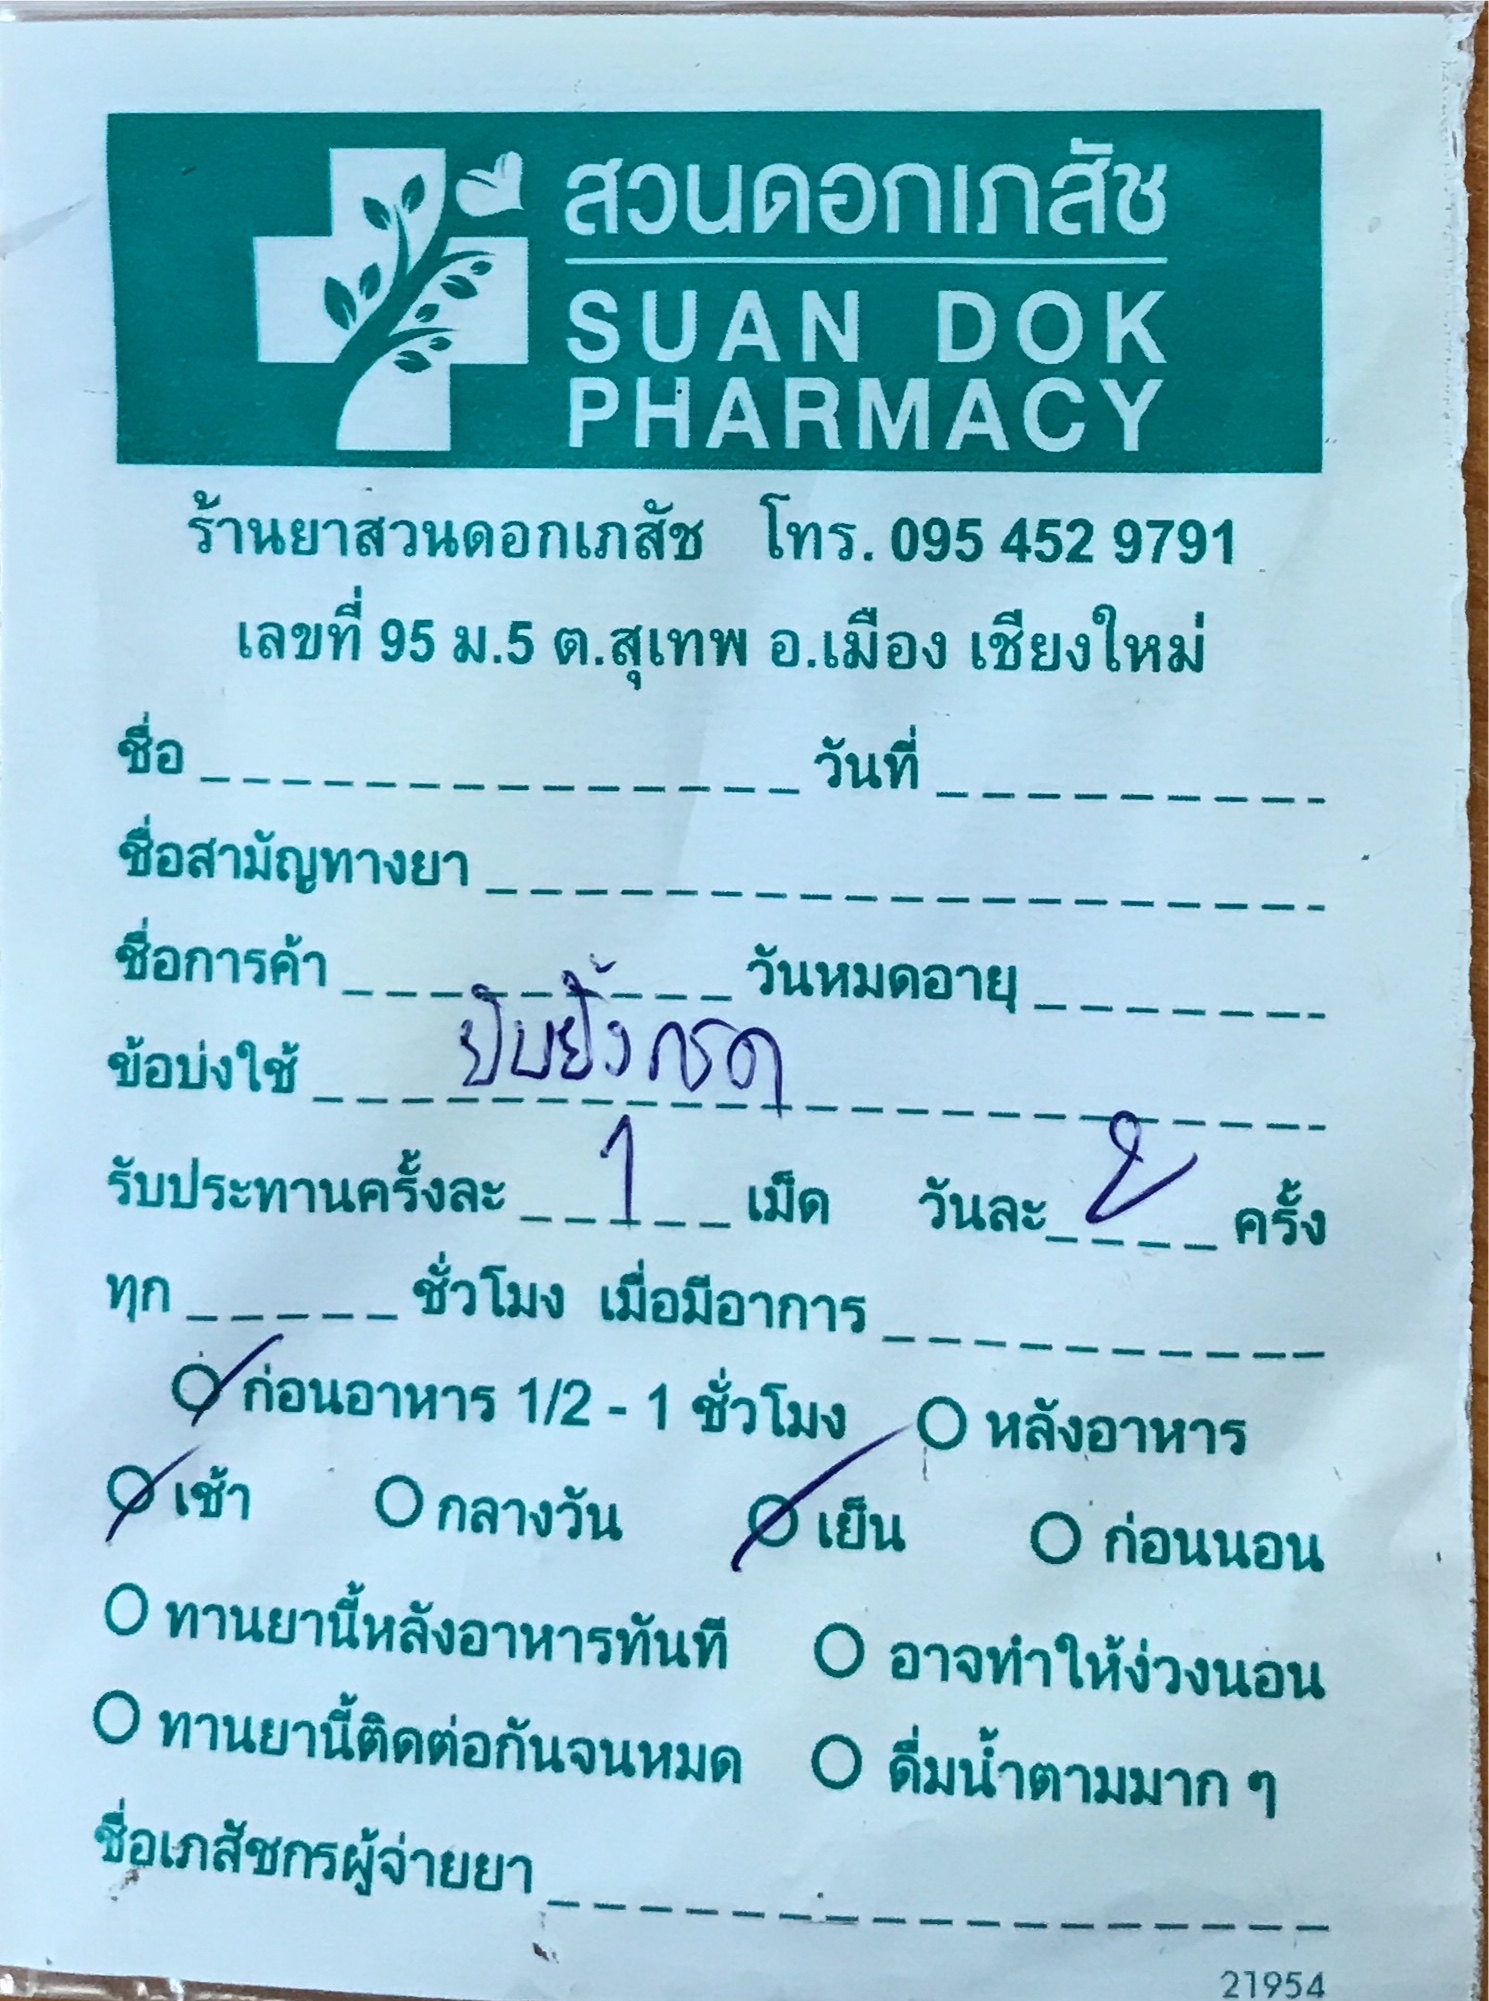 สวนดอกเภสัช
SUAN DOK
PHARMACY
ร้านยาสวนดอกเภสัช โทร. 095 452 9791
เลขที่ 95 ม.5 ต.สุเทพ อ.เมือง เชียงใหม่
ชื่อ วันที่
ชื่อสามัญทางยา
ชื่อการค้า วันหมดอายุ
ข้อบ่งใช้ ยับยั้งกรด
รับประทานครั้งละ 1 เม็ด วันละ 2 ครั้ง
ทุก ชั่วโมง เมื่อมีอาการ
ก่อนอาหาร 1/2 - 1 ชั่วโมง หลังอาหาร
เช้า กลางวัน เย็น ก่อนนอน
ทานยานี้หลังอาหารทันที อาจทำให้ง่วงนอน
ทานยานี้ติดต่อกันจนหมด ดื่มน้ำตามมาก ๆ
ชื่อเภสัชกรผู้จ่ายยา
21954